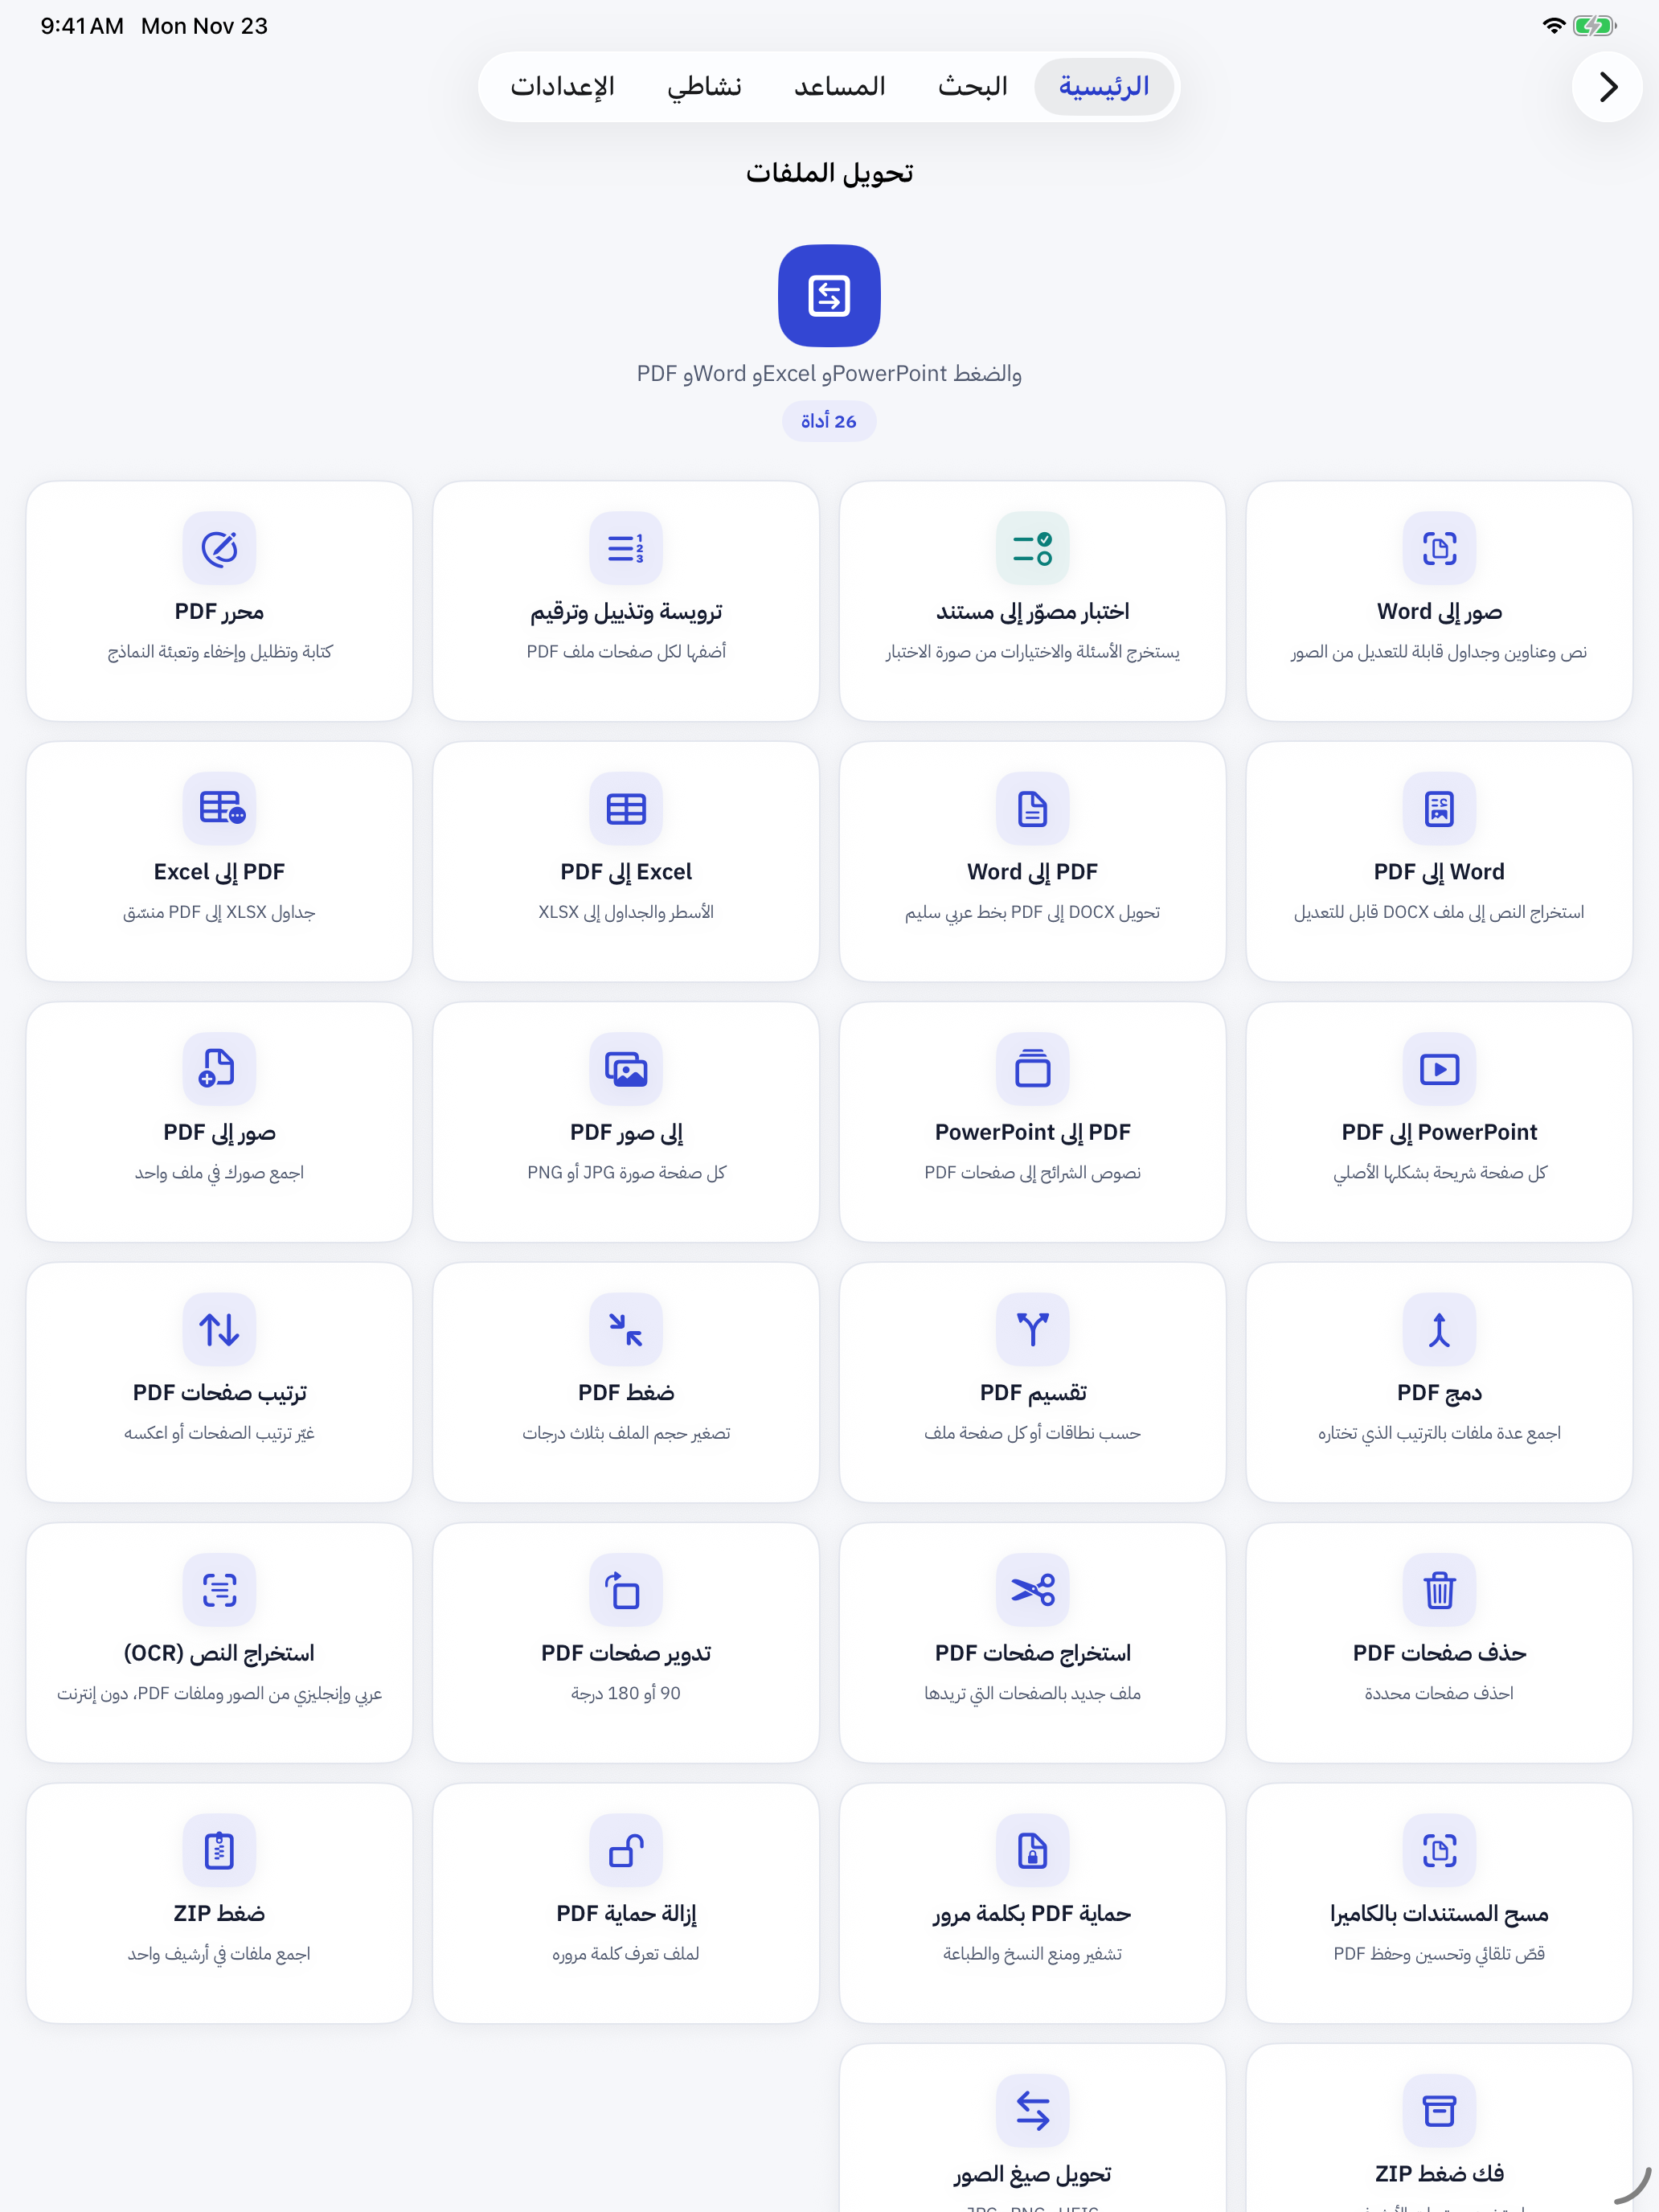 9:41 AM Mon Nov 23
الرئيسية
البحث
المساعد
نشاطي
الإعدادات
تحويل الملفات
PDF وWord وExcel وPowerPoint والضغط
26 أداة
صور إلى Word
نص وعناوين وجداول قابلة للتعديل من الصور
اختبار مصوّر إلى مستند
يستخرج الأسئلة والاختيارات من صورة الاختبار
ترويسة وتذييل وترقيم
أضفها لكل صفحات ملف PDF
محرر PDF
كتابة وتظليل وإخفاء وتعبئة النماذج
PDF إلى Word
استخراج النص إلى ملف DOCX قابل للتعديل
Word إلى PDF
تحويل DOCX إلى PDF بخط عربي سليم
PDF إلى Excel
الأسطر والجداول إلى XLSX
Excel إلى PDF
جداول XLSX إلى PDF منسّق
PDF إلى PowerPoint
كل صفحة شريحة بشكلها الأصلي
PowerPoint إلى PDF
نصوص الشرائح إلى صفحات PDF
PDF إلى صور
كل صفحة صورة JPG أو PNG
صور إلى PDF
اجمع صورك في ملف واحد
دمج PDF
اجمع عدة ملفات بالترتيب الذي تختاره
تقسيم PDF
حسب نطاقات أو كل صفحة ملف
ضغط PDF
تصغير حجم الملف بثلاث درجات
ترتيب صفحات PDF
غيّر ترتيب الصفحات أو اعكسه
حذف صفحات PDF
احذف صفحات محددة
استخراج صفحات PDF
ملف جديد بالصفحات التي تريدها
تدوير صفحات PDF
90 أو 180 درجة
استخراج النص (OCR)
عربي وإنجليزي من الصور وملفات PDF، دون إنترنت
مسح المستندات بالكاميرا
قصّ تلقائي وتحسين وحفظ PDF
حماية PDF بكلمة مرور
تشفير ومنع النسخ والطباعة
إزالة حماية PDF
لملف تعرف كلمة مروره
ضغط ZIP
اجمع ملفات في أرشيف واحد
فك ضغط ZIP
تحويل صيغ الصور